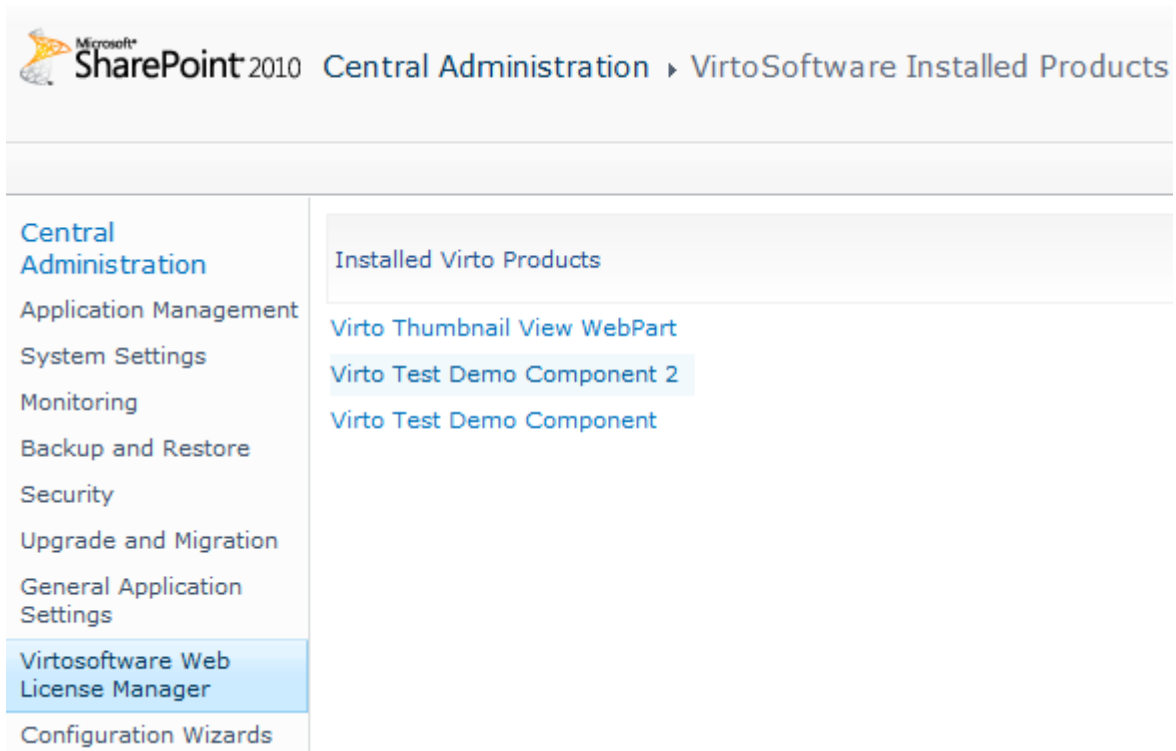 Microsoft®
SharePoint 2010 Central Administration ▸ VirtoSoftware Installed Products
Central
Administration
Application Management
System Settings
Monitoring
Backup and Restore
Security
Upgrade and Migration
General Application
Settings
Virtosoftware Web
License Manager
Configuration Wizards
Installed Virto Products
Virto Thumbnail View WebPart
Virto Test Demo Component 2
Virto Test Demo Component